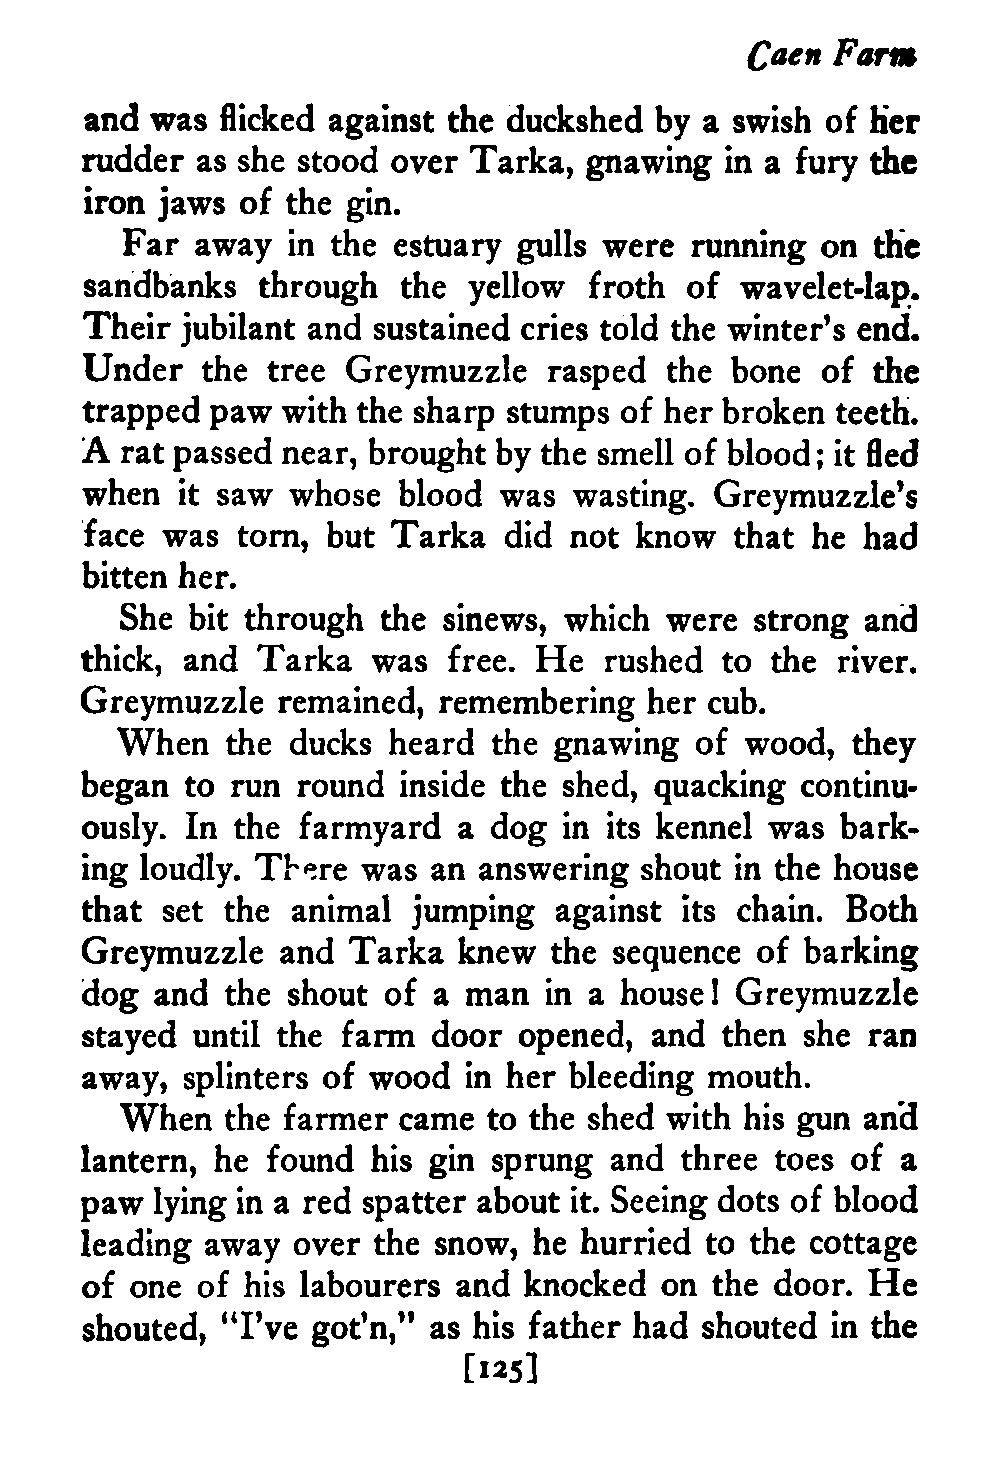 Caen Farm
and was flicked against the duckshed by a swish of her
rudder as she stood over Tarka, gnawing in a fury the
iron jaws of the gin.
Far away in the estuary gulls were running on the
sandbanks through the yellow froth of wavelet-lap.
Their jubilant and sustained cries told the winter's end.
Under the tree Greymuzzle rasped the bone of the
trapped paw with the sharp stumps of her broken teeth.
A rat passed near, brought by the smell of blood; it fled
when it saw whose blood was wasting. Greymuzzle's
face was torn, but Tarka did not know that he had
bitten her.
She bit through the sinews, which were strong and
thick, and Tarka was free. He rushed to the river.
Greymuzzle remained, remembering her cub.
When the ducks heard the gnawing of wood, they
began to run round inside the shed, quacking continu-
ously. In the farmyard a dog in its kennel was bark-
ing loudly. There was an answering shout in the house
that set the animal jumping against its chain. Both
Greymuzzle and Tarka knew the sequence of barking
dog and the shout of a man in a house! Greymuzzle
stayed until the farm door opened, and then she ran
away, splinters of wood in her bleeding mouth.
When the farmer came to the shed with his gun and
lantern, he found his gin sprung and three toes of a
paw lying in a red spatter about it. Seeing dots of blood
leading away over the snow, he hurried to the cottage
of one of his labourers and knocked on the door. He
shouted, "I've got'n," as his father had shouted in the
[125]